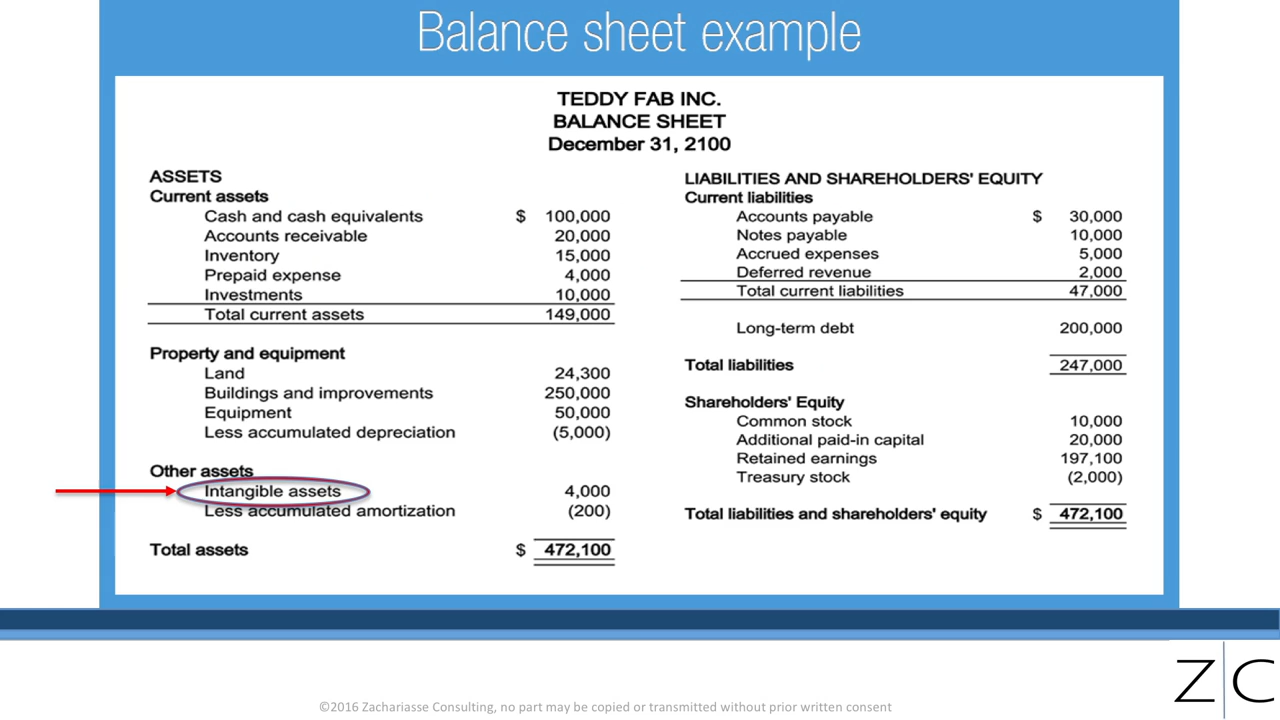 Balance sheet example
TEDDY FAB INC.
BALANCE SHEET
December 31, 2100
ASSETS
Current assets
Cash and cash equivalents $ 100,000
Accounts receivable 20,000
Inventory 15,000
Prepaid expense 4,000
Investments 10,000
Total current assets 149,000
Property and equipment
Land 24,300
Buildings and improvements 250,000
Equipment 50,000
Less accumulated depreciation (5,000)
Other assets
Intangible assets 4,000
Less accumulated amortization (200)
Total assets $ 472,100
LIABILITIES AND SHAREHOLDERS' EQUITY
Current liabilities
Accounts payable $ 30,000
Notes payable 10,000
Accrued expenses 5,000
Deferred revenue 2,000
Total current liabilities 47,000
Long-term debt 200,000
Total liabilities 247,000
Shareholders' Equity
Common stock 10,000
Additional paid-in capital 20,000
Retained earnings 197,100
Treasury stock (2,000)
Total liabilities and shareholders' equity $ 472,100
©2016 Zachariasse Consulting, no part may be copied or transmitted without prior written consent
Z C